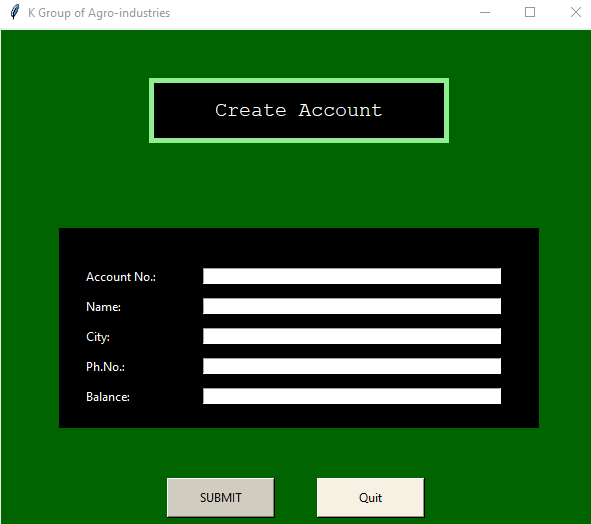 K Group of Agro-industries
Create Account
Account No.:
Name:
City:
Ph.No.:
Balance:
SUBMIT
Quit